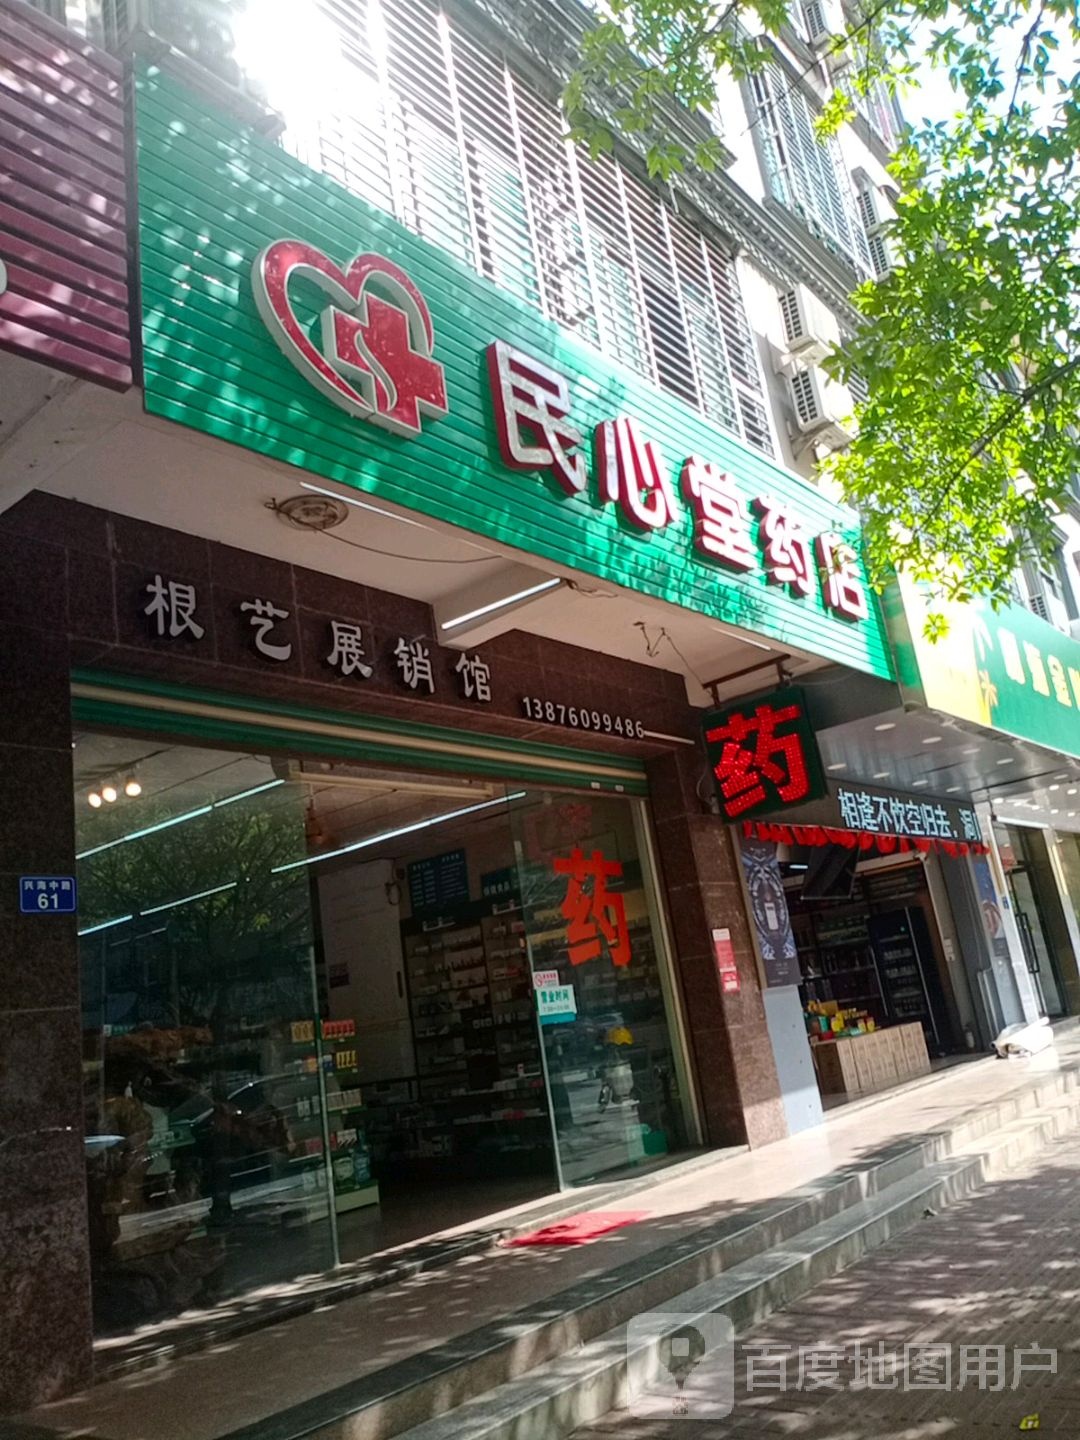 民心堂药店
根艺展销馆
13876099486
药
相逢不饮空归去，洞
药
兴海中路
61
营业时间
百度地图用户